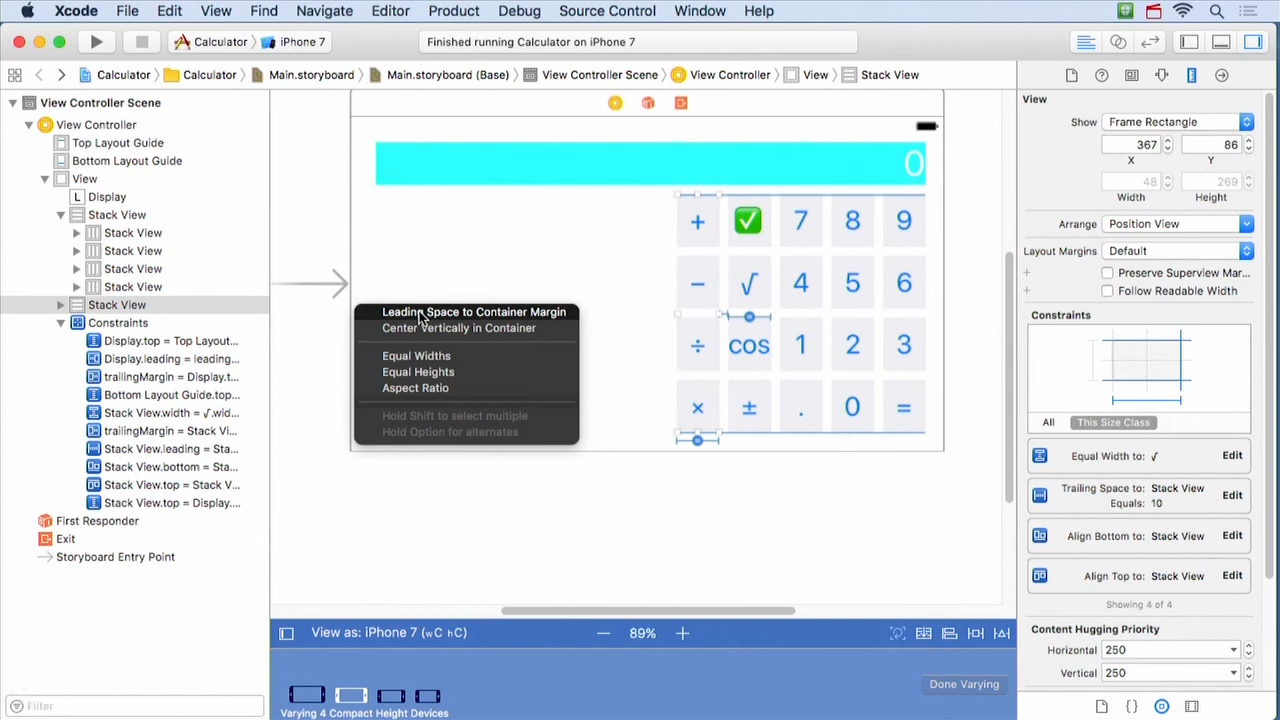 Xcode File Edit View Find Navigate Editor Product Debug Source Control Window Help
Calculator iPhone 7 Finished running Calculator on iPhone 7
Calculator Calculator Main.storyboard Main.storyboard (Base) View Controller Scene View Controller View Stack View
View Controller Scene
View Controller
Top Layout Guide
Bottom Layout Guide
View
L Display
Stack View
Stack View
Stack View
Stack View
Stack View
Stack View
Constraints
Display.top = Top Layout...
Display.leading = leading...
trailingMargin = Display.t...
Bottom Layout Guide.top...
Stack View.width = √.wid...
trailingMargin = Stack Vi...
Stack View.leading = Sta...
Stack View.bottom = Sta...
Stack View.top = Stack V...
Stack View.top = Display....
First Responder
Exit
Storyboard Entry Point
Filter
0
+ ✅ 7 8 9
− √ 4 5 6
÷ cos 1 2 3
× ± . 0 =
Leading Space to Container Margin
Center Vertically in Container
Equal Widths
Equal Heights
Aspect Ratio
Hold Shift to select multiple
Hold Option for alternates
View as: iPhone 7 (wC hC) — 89% +
Varying 4 Compact Height Devices
Done Varying
View
Show Frame Rectangle
367 86
X Y
48 269
Width Height
Arrange Position View
Layout Margins Default
Preserve Superview Mar...
Follow Readable Width
Constraints
All This Size Class
Equal Width to: √ Edit
Trailing Space to: Stack View Edit
Equals: 10
Align Bottom to: Stack View Edit
Align Top to: Stack View Edit
Showing 4 of 4
Content Hugging Priority
Horizontal 250
Vertical 250